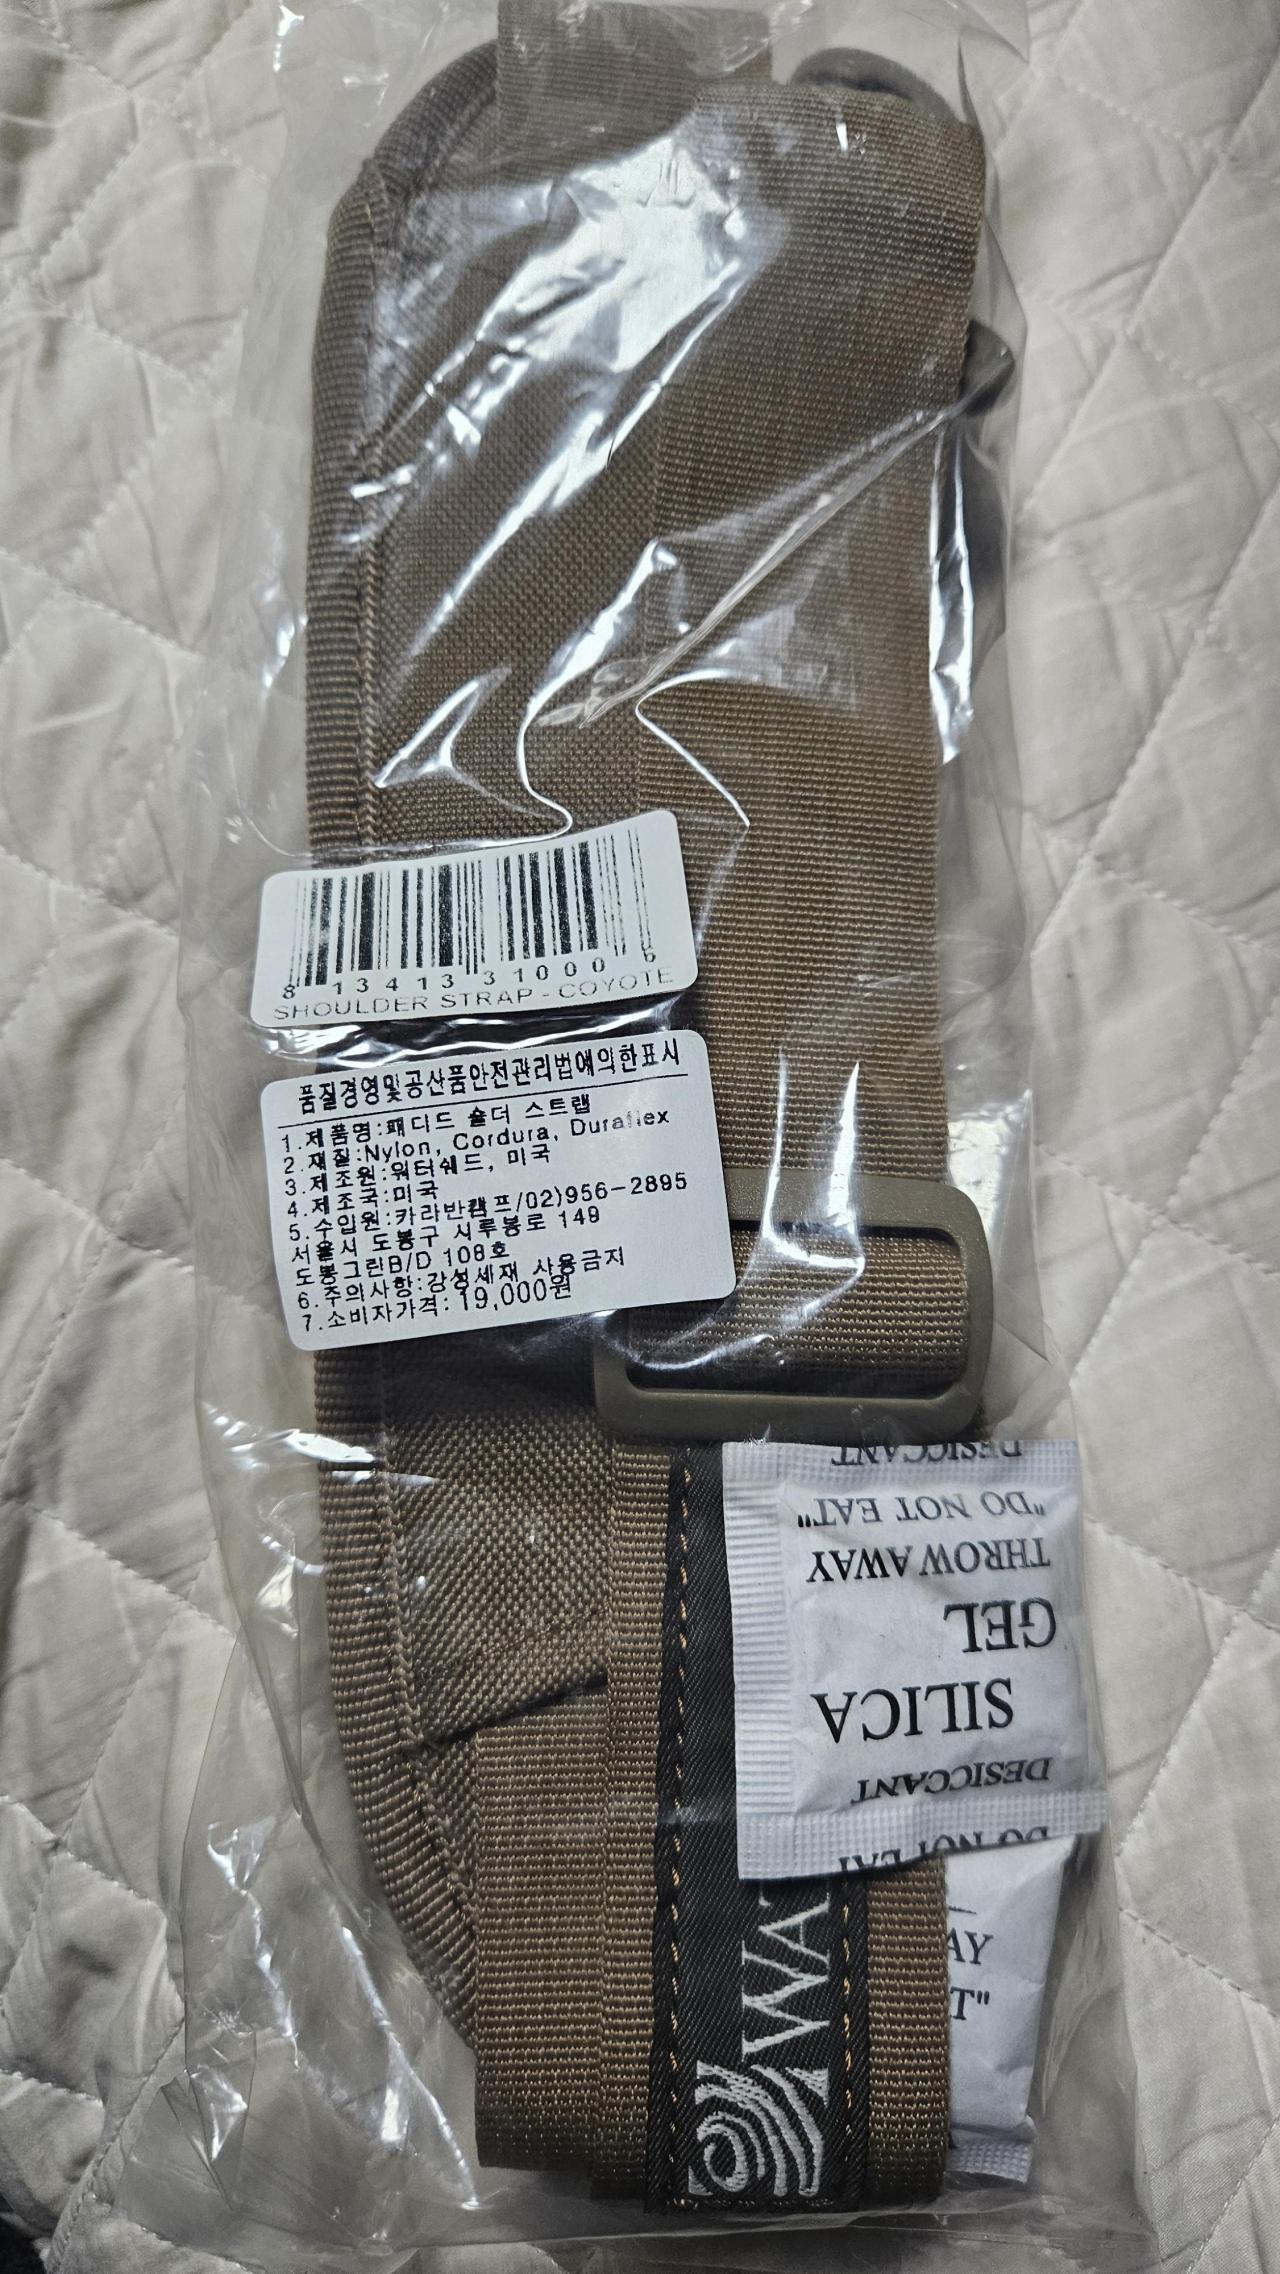 8 13413 31000 6
SHOULDER STRAP - COYOTE
품질경영및공산품안전관리법에의한표시
1.제품명:패디드 숄더 스트랩
2.재질:Nylon, Cordura, Duraflex
3.제조원:워터쉐드, 미국
4.제조국:미국
5.수입원:카라반캠프/02)956-2895
서울시 도봉구 시루봉로 149
도봉그린B/D 108호
6.주의사항:강성세재 사용금지
7.소비자가격: 19,000원
DESICCANT
"DO NOT EAT"
THROW AWAY
SILICA
GEL
DESICCANT
DO NOT EAT
AY
T"
WAT